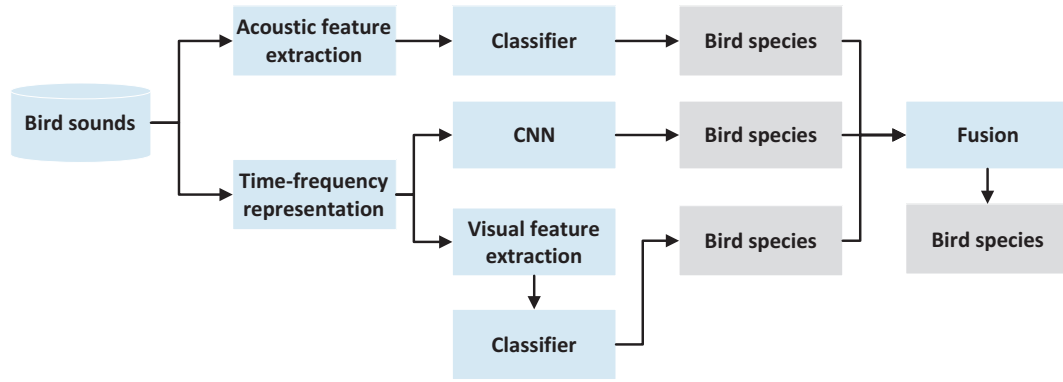 Acoustic feature
extraction
Classifier
Bird species
Bird sounds
CNN
Bird species
Fusion
Time-frequency
representation
Visual feature
extraction
Bird species
Bird species
Classifier